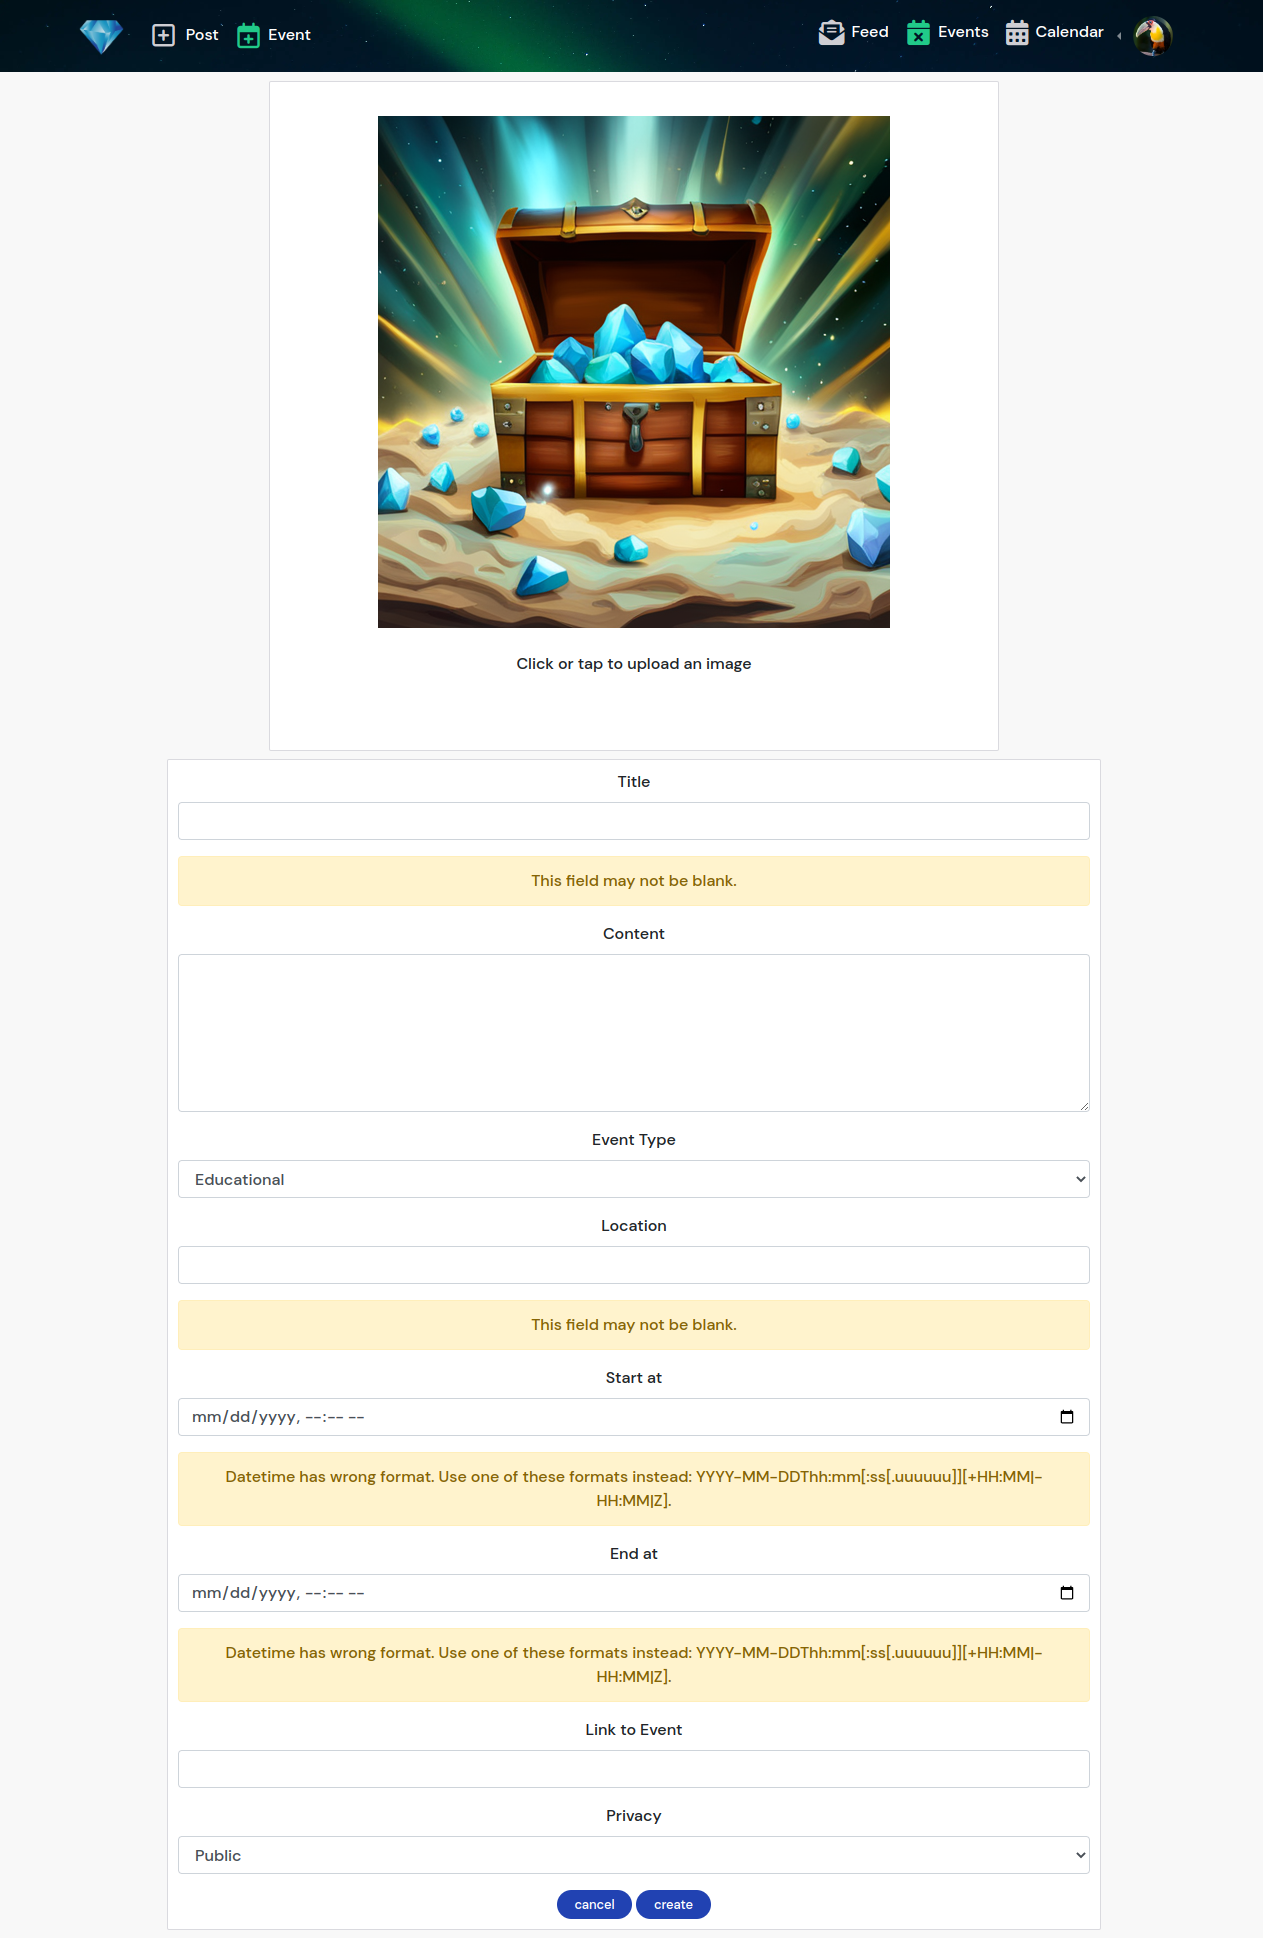 Post
Event
Feed
Events
Calendar
Click or tap to upload an image
Title
This field may not be blank.
Content
Event Type
Educational
Location
This field may not be blank.
Start at
mm/dd/yyyy, --:-- --
Datetime has wrong format. Use one of these formats instead: YYYY-MM-DDThh:mm[:ss[.uuuuuu]][+HH:MM|-
HH:MM|Z].
End at
mm/dd/yyyy, --:-- --
Datetime has wrong format. Use one of these formats instead: YYYY-MM-DDThh:mm[:ss[.uuuuuu]][+HH:MM|-
HH:MM|Z].
Link to Event
Privacy
Public
cancel
create